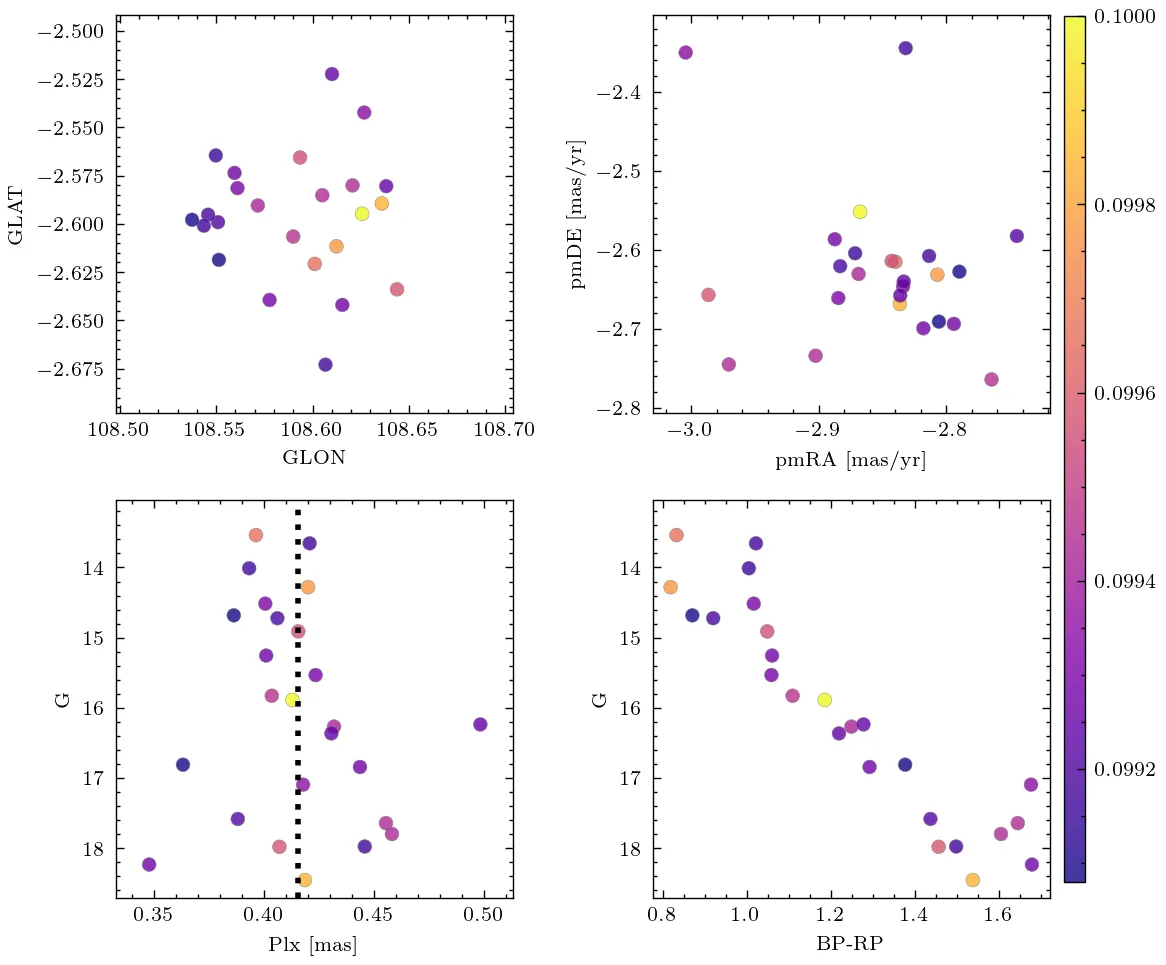 −2.500
−2.525
−2.550
−2.575
−2.600
−2.625
−2.650
−2.675
GLAT
108.50 108.55 108.60 108.65 108.70
GLON
−2.4
−2.5
−2.6
−2.7
−2.8
pmDE [mas/yr]
−3.0 −2.9 −2.8
pmRA [mas/yr]
0.1000
0.0998
0.0996
0.0994
0.0992
14
15
16
17
18
G
0.35 0.40 0.45 0.50
Plx [mas]
14
15
16
17
18
G
0.8 1.0 1.2 1.4 1.6
BP-RP